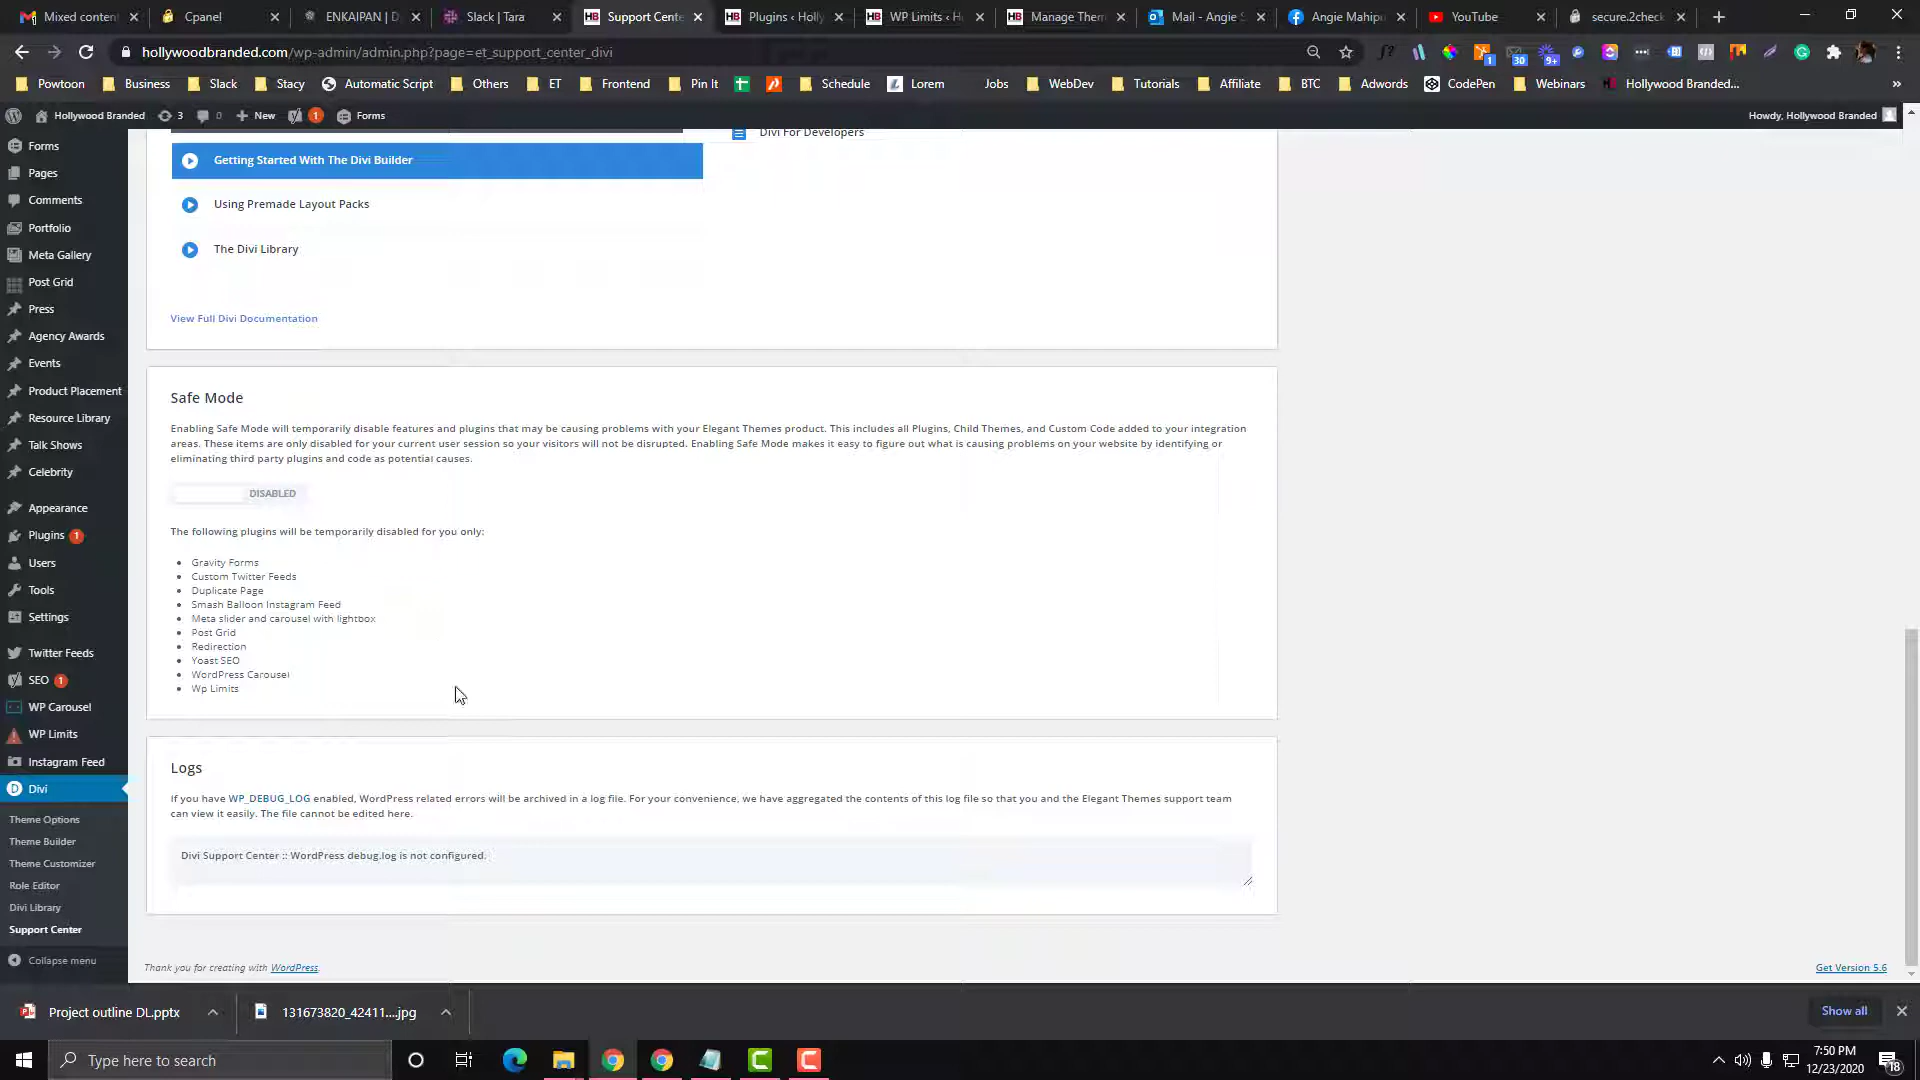 Mixed conten
Cpanel
ENKAIPAN | D
Slack | Tara
Support Cente
Plugins ‹ Holly
WP Limits ‹ H
Manage Them
Mail - Angie S
Angie Mahipu
YouTube
secure.2check
hollywoodbranded.com/wp-admin/admin.php?page=et_support_center_divi
Powtoon
Business
Slack
Stacy
Automatic Script
Others
ET
Frontend
Pin It
Schedule
Lorem
Jobs
WebDev
Tutorials
Affiliate
BTC
Adwords
CodePen
Webinars
Hollywood Branded...
Hollywood Branded
3
0
New
1
Forms
Howdy, Hollywood Branded
Forms
Pages
Comments
Portfolio
Meta Gallery
Post Grid
Press
Agency Awards
Events
Product Placement
Resource Library
Talk Shows
Celebrity
Appearance
Plugins 1
Users
Tools
Settings
Twitter Feeds
SEO 1
WP Carousel
WP Limits
Instagram Feed
Divi
Theme Options
Theme Builder
Theme Customizer
Role Editor
Divi Library
Support Center
Collapse menu
Divi For Developers
Getting Started With The Divi Builder
Using Premade Layout Packs
The Divi Library
View Full Divi Documentation
Safe Mode
Enabling Safe Mode will temporarily disable features and plugins that may be causing problems with your Elegant Themes product. This includes all Plugins, Child Themes, and Custom Code added to your integration
areas. These items are only disabled for your current user session so your visitors will not be disrupted. Enabling Safe Mode makes it easy to figure out what is causing problems on your website by identifying or
eliminating third party plugins and code as potential causes.
DISABLED
The following plugins will be temporarily disabled for you only:
Gravity Forms
Custom Twitter Feeds
Duplicate Page
Smash Balloon Instagram Feed
Meta slider and carousel with lightbox
Post Grid
Redirection
Yoast SEO
WordPress Carousel
Wp Limits
Logs
If you have WP_DEBUG_LOG enabled, WordPress related errors will be archived in a log file. For your convenience, we have aggregated the contents of this log file so that you and the Elegant Themes support team
can view it easily. The file cannot be edited here.
Divi Support Center :: WordPress debug.log is not configured.
Thank you for creating with WordPress.
Get Version 5.6
Project outline DL.pptx
131673820_42411....jpg
Show all
Type here to search
7:50 PM
12/23/2020
18